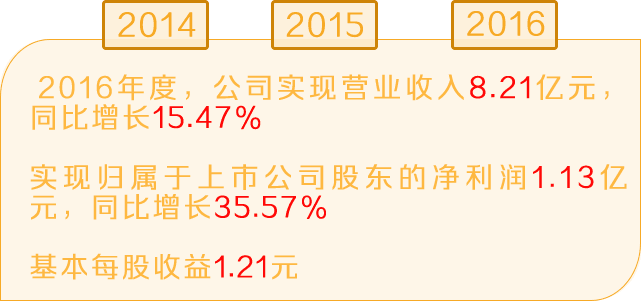 2014 2015 2016
2016年度，公司实现营业收入8.21亿元，
同比增长15.47%
实现归属于上市公司股东的净利润1.13亿
元，同比增长35.57%
基本每股收益1.21元